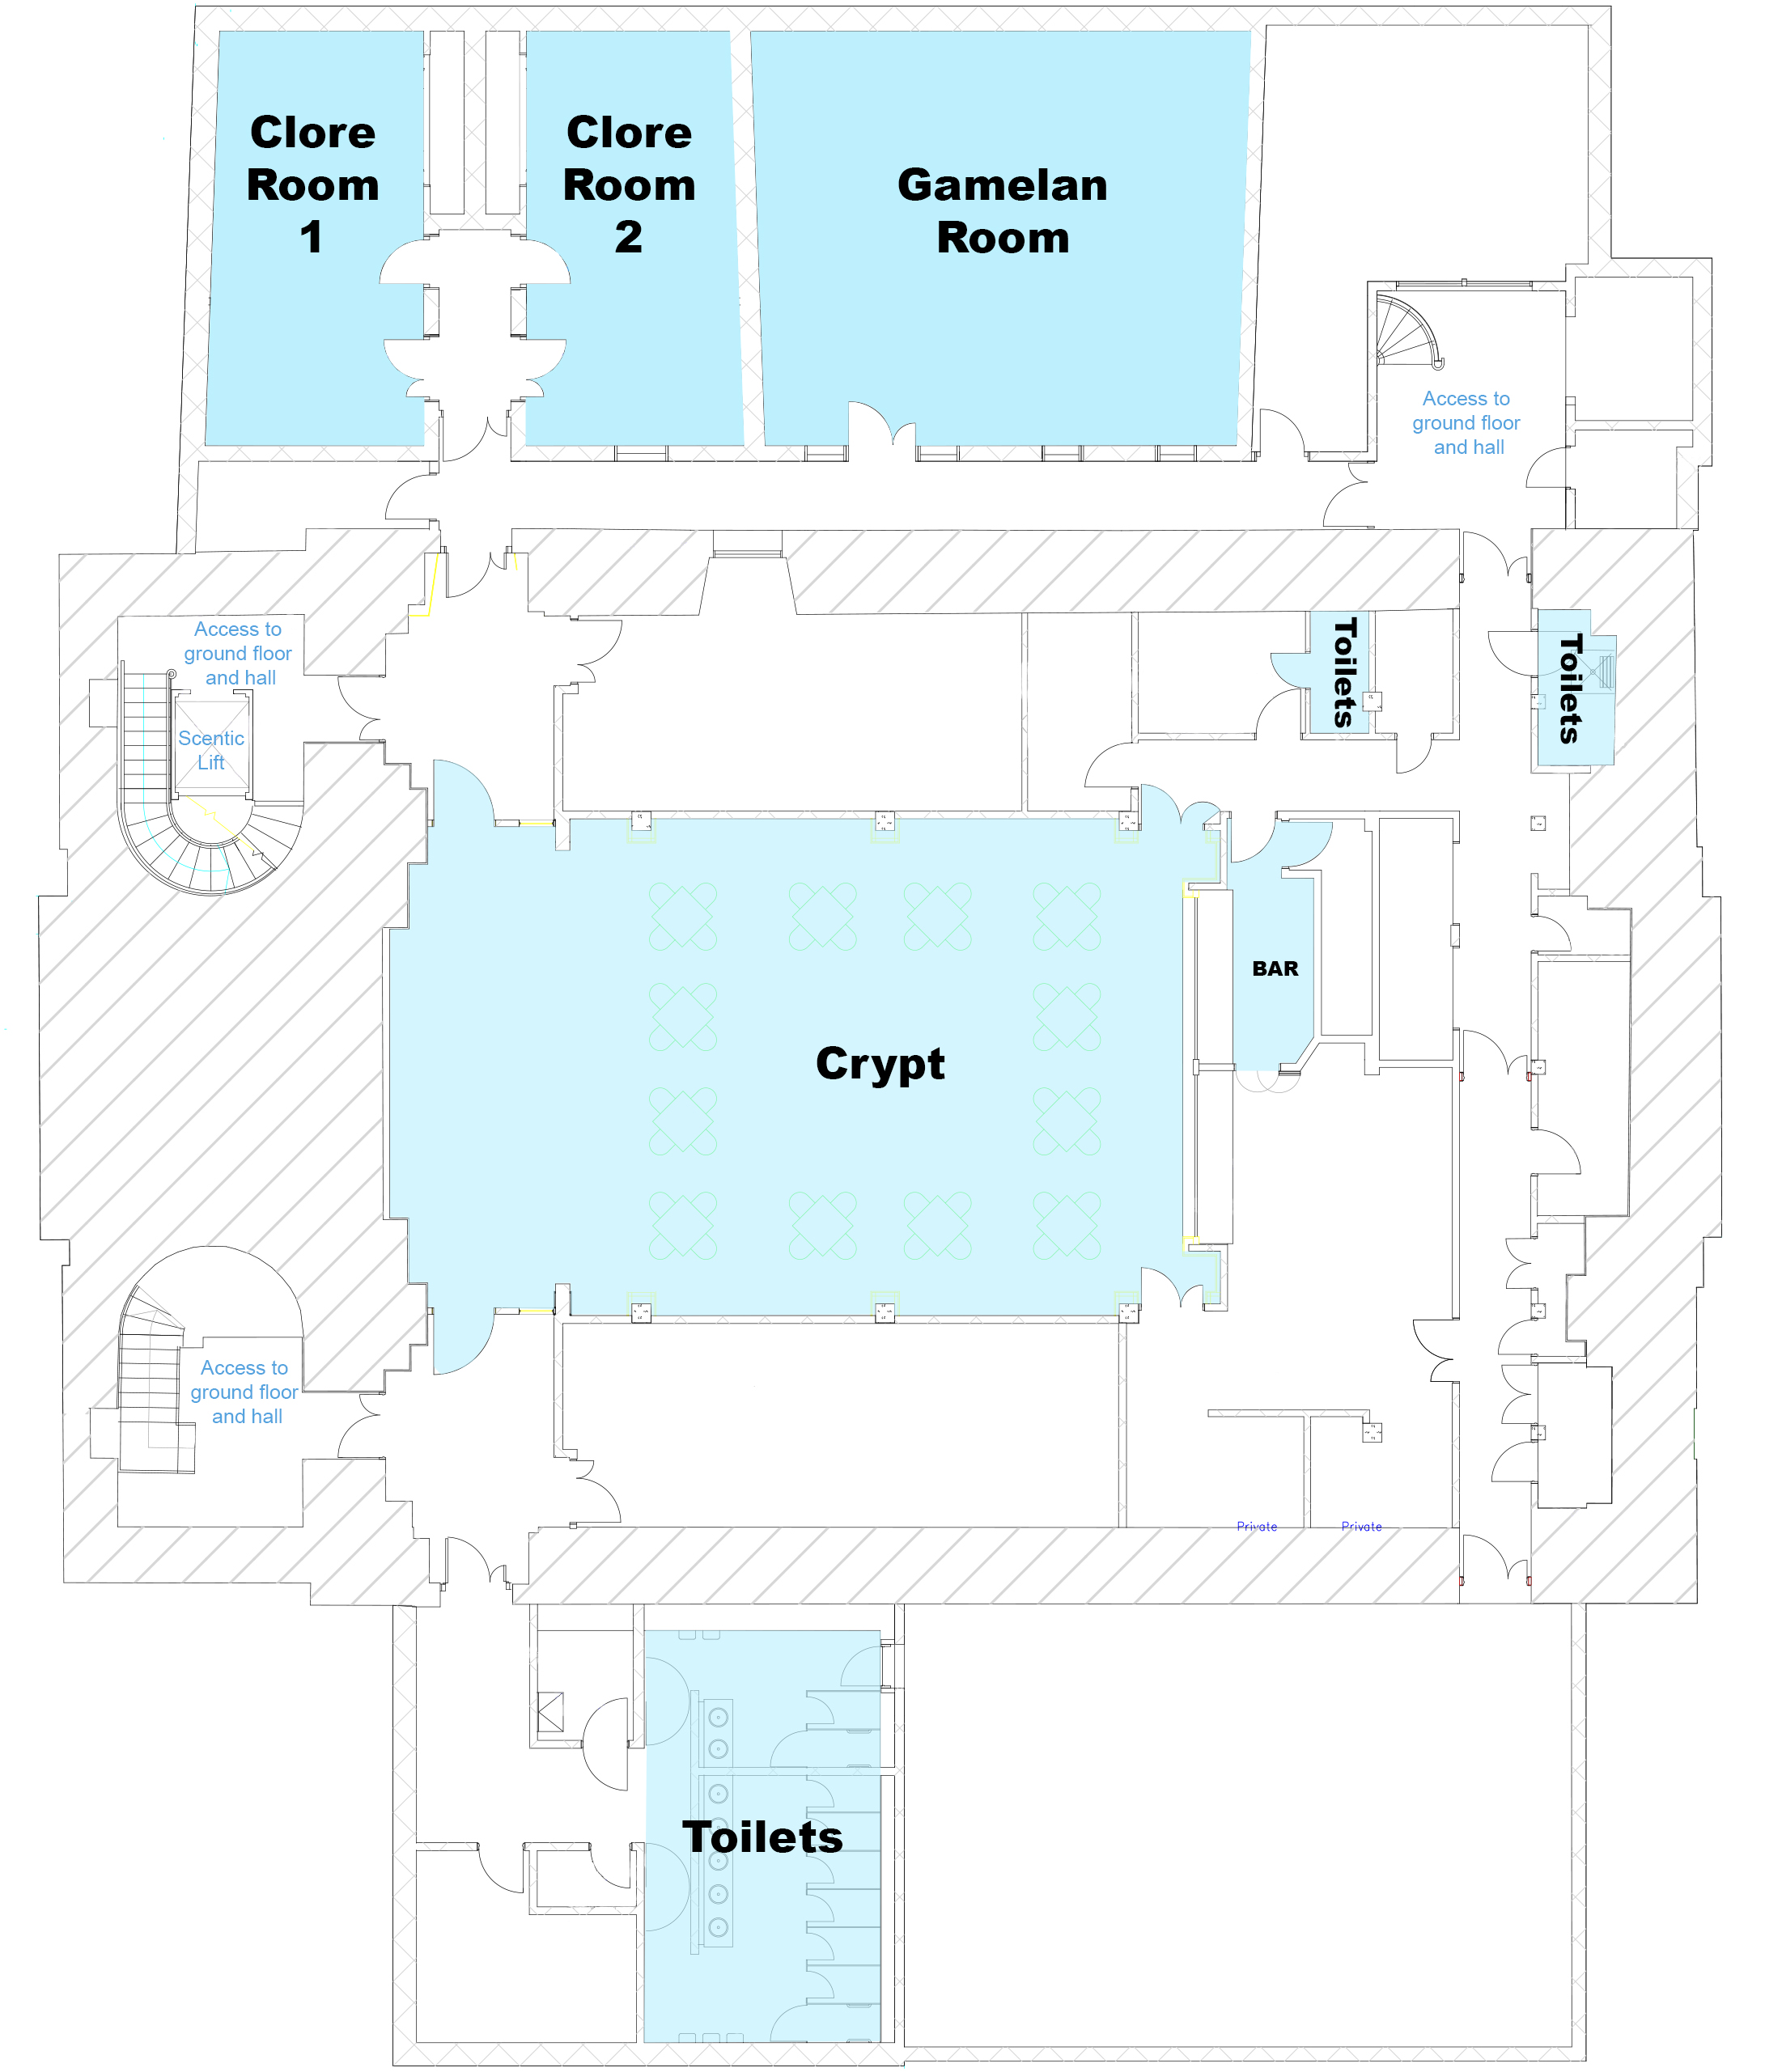 Clore
Room
1
Clore
Room
2
Gamelan
Room
Access to
ground floor
and hall
Access to
ground floor
and hall
Scentic
Lift
Toilets
Toilets
BAR
Crypt
Access to
ground floor
and hall
Private
Private
Toilets